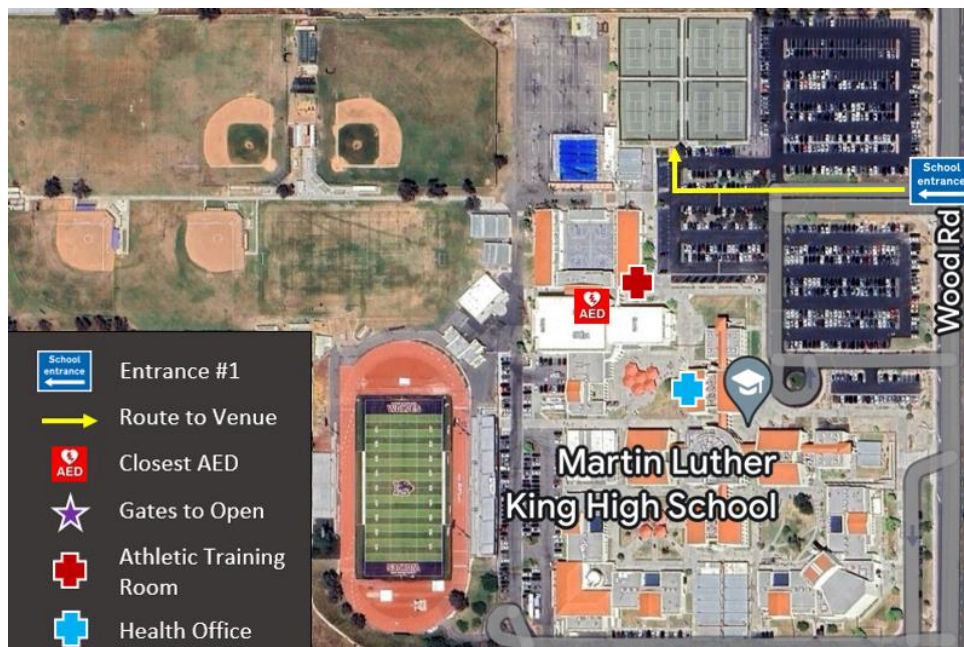 School
entrance
Wood Rd
AED
Martin Luther
King High School
School
entrance
Entrance #1
Route to Venue
AED
Closest AED
Gates to Open
Athletic Training
Room
Health Office